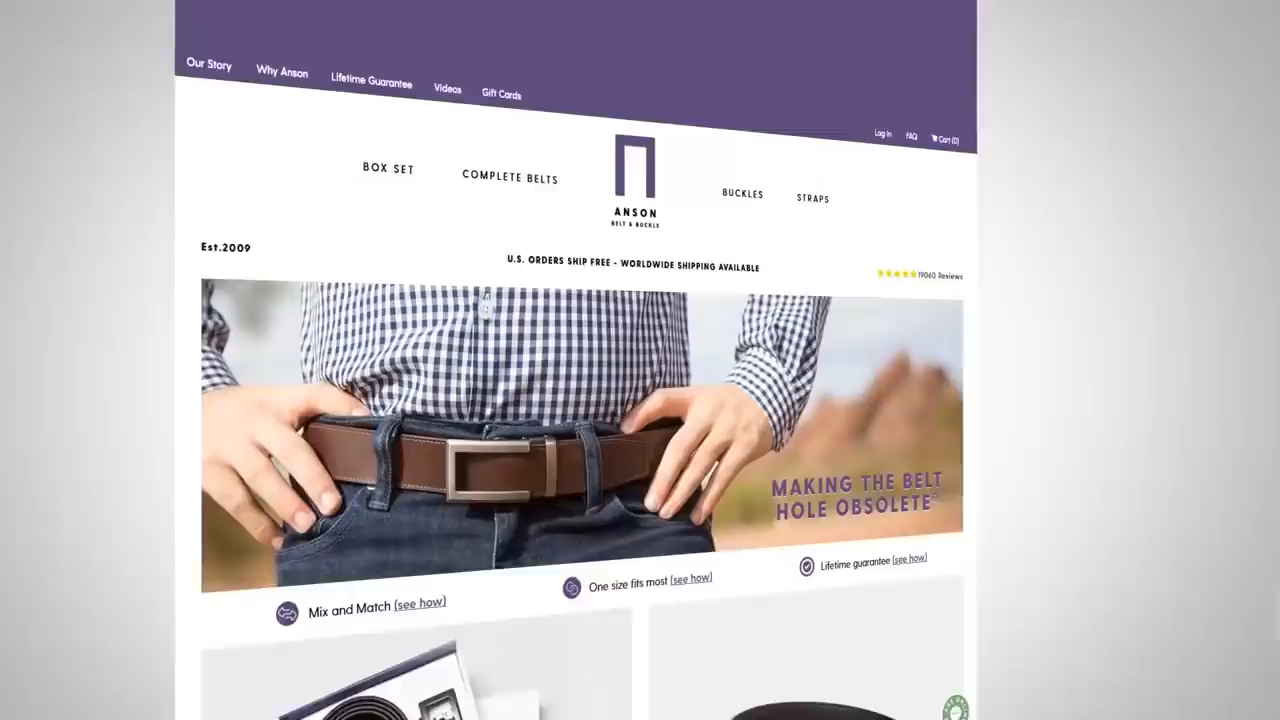 Our Story Why Anson Lifetime Guarantee Videos Gift Cards
Log In FAQ Cart (0)
BOX SET COMPLETE BELTS BUCKLES STRAPS
ANSON
BELT & BUCKLE
Est.2009
U.S. ORDERS SHIP FREE - WORLDWIDE SHIPPING AVAILABLE
19060 Reviews
MAKING THE BELT
HOLE OBSOLETE®
Mix and Match (see how)
One size fits most (see how)
Lifetime guarantee (see how)